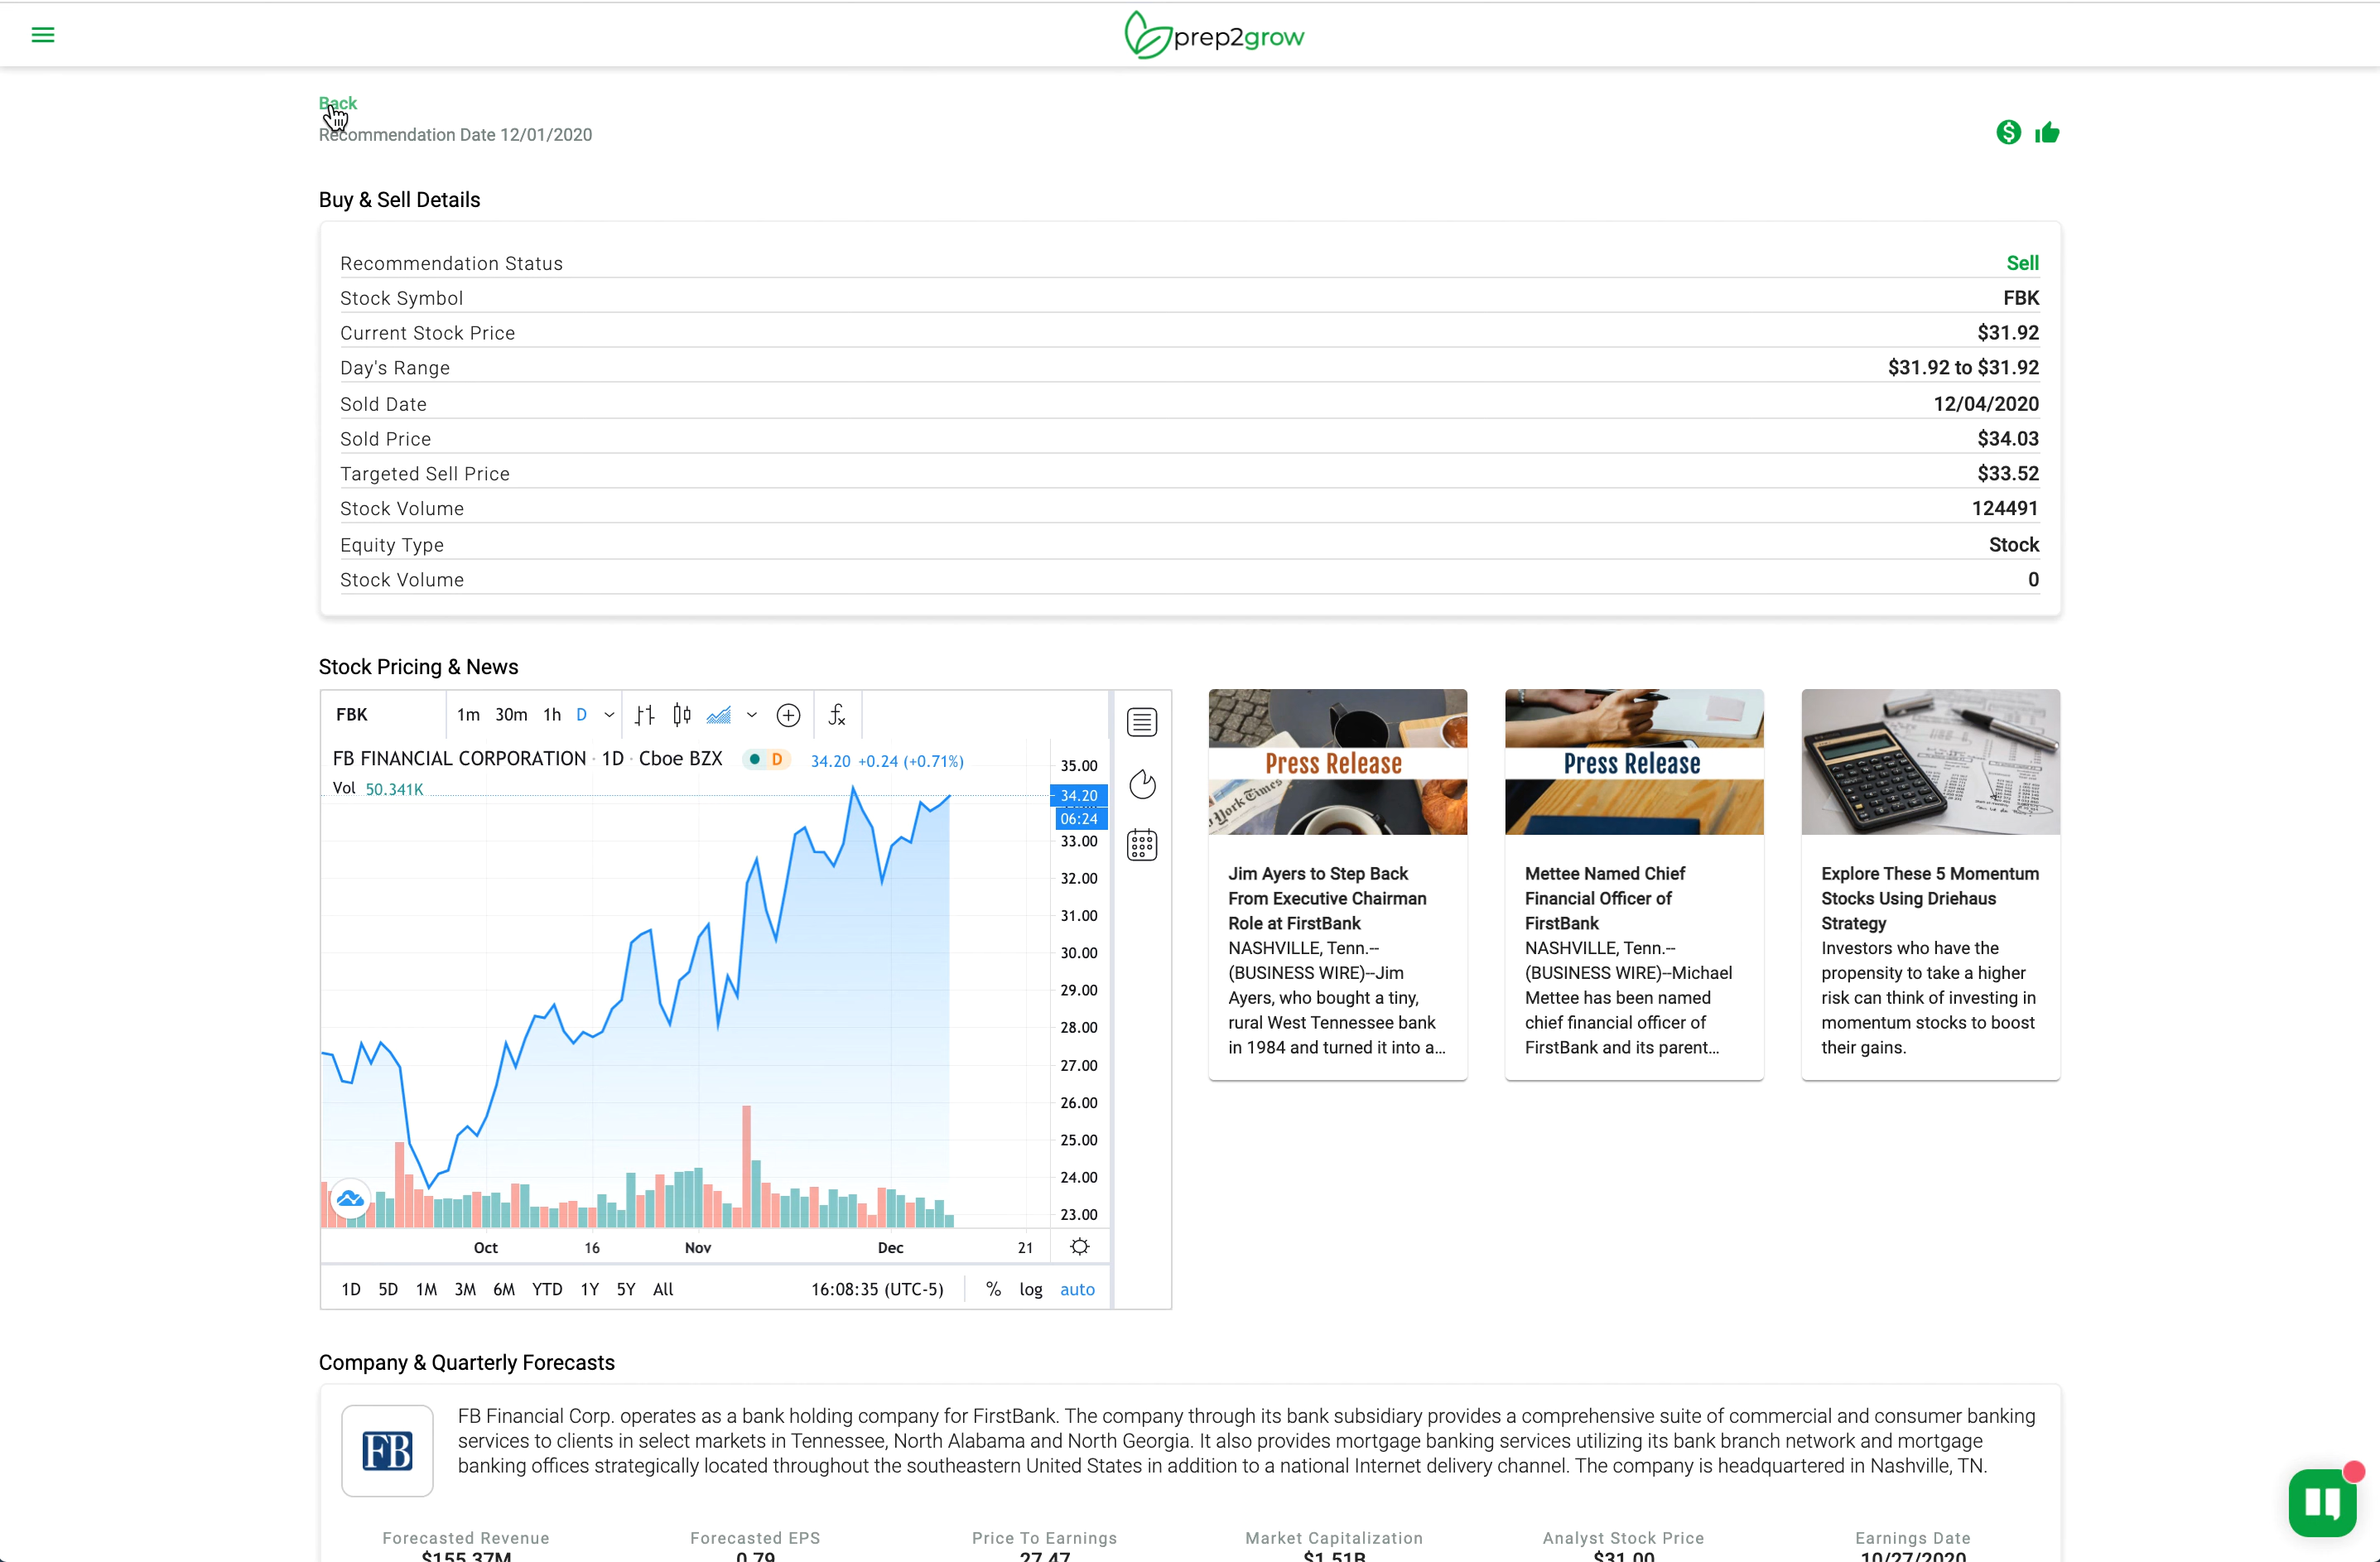 prep2grow
Back
Recommendation Date 12/01/2020
Buy & Sell Details
Recommendation Status Sell
Stock Symbol FBK
Current Stock Price $31.92
Day's Range $31.92 to $31.92
Sold Date 12/04/2020
Sold Price $34.03
Targeted Sell Price $33.52
Stock Volume 124491
Equity Type Stock
Stock Volume 0
Stock Pricing & News
FBK 1m 30m 1h D
FB FINANCIAL CORPORATION · 1D · Cboe BZX D 34.20 +0.24 (+0.71%)
Vol 50.341K
35.00
34.20
06:24
33.00
32.00
31.00
30.00
29.00
28.00
27.00
26.00
25.00
24.00
23.00
Oct 16 Nov Dec 21
1D 5D 1M 3M 6M YTD 1Y 5Y All 16:08:35 (UTC-5) % log auto
Press Release
York Times
Jim Ayers to Step Back
From Executive Chairman
Role at FirstBank
NASHVILLE, Tenn.--
(BUSINESS WIRE)--Jim
Ayers, who bought a tiny,
rural West Tennessee bank
in 1984 and turned it into a...
Press Release
Mettee Named Chief
Financial Officer of
FirstBank
NASHVILLE, Tenn.--
(BUSINESS WIRE)--Michael
Mettee has been named
chief financial officer of
FirstBank and its parent...
Explore These 5 Momentum
Stocks Using Driehaus
Strategy
Investors who have the
propensity to take a higher
risk can think of investing in
momentum stocks to boost
their gains.
Company & Quarterly Forecasts
FB
FB Financial Corp. operates as a bank holding company for FirstBank. The company through its bank subsidiary provides a comprehensive suite of commercial and consumer banking
services to clients in select markets in Tennessee, North Alabama and North Georgia. It also provides mortgage banking services utilizing its bank branch network and mortgage
banking offices strategically located throughout the southeastern United States in addition to a national Internet delivery channel. The company is headquartered in Nashville, TN.
Forecasted Revenue Forecasted EPS Price To Earnings Market Capitalization Analyst Stock Price Earnings Date
$155.37M 0.79 27.47 $1.51B $31.00 10/27/2020